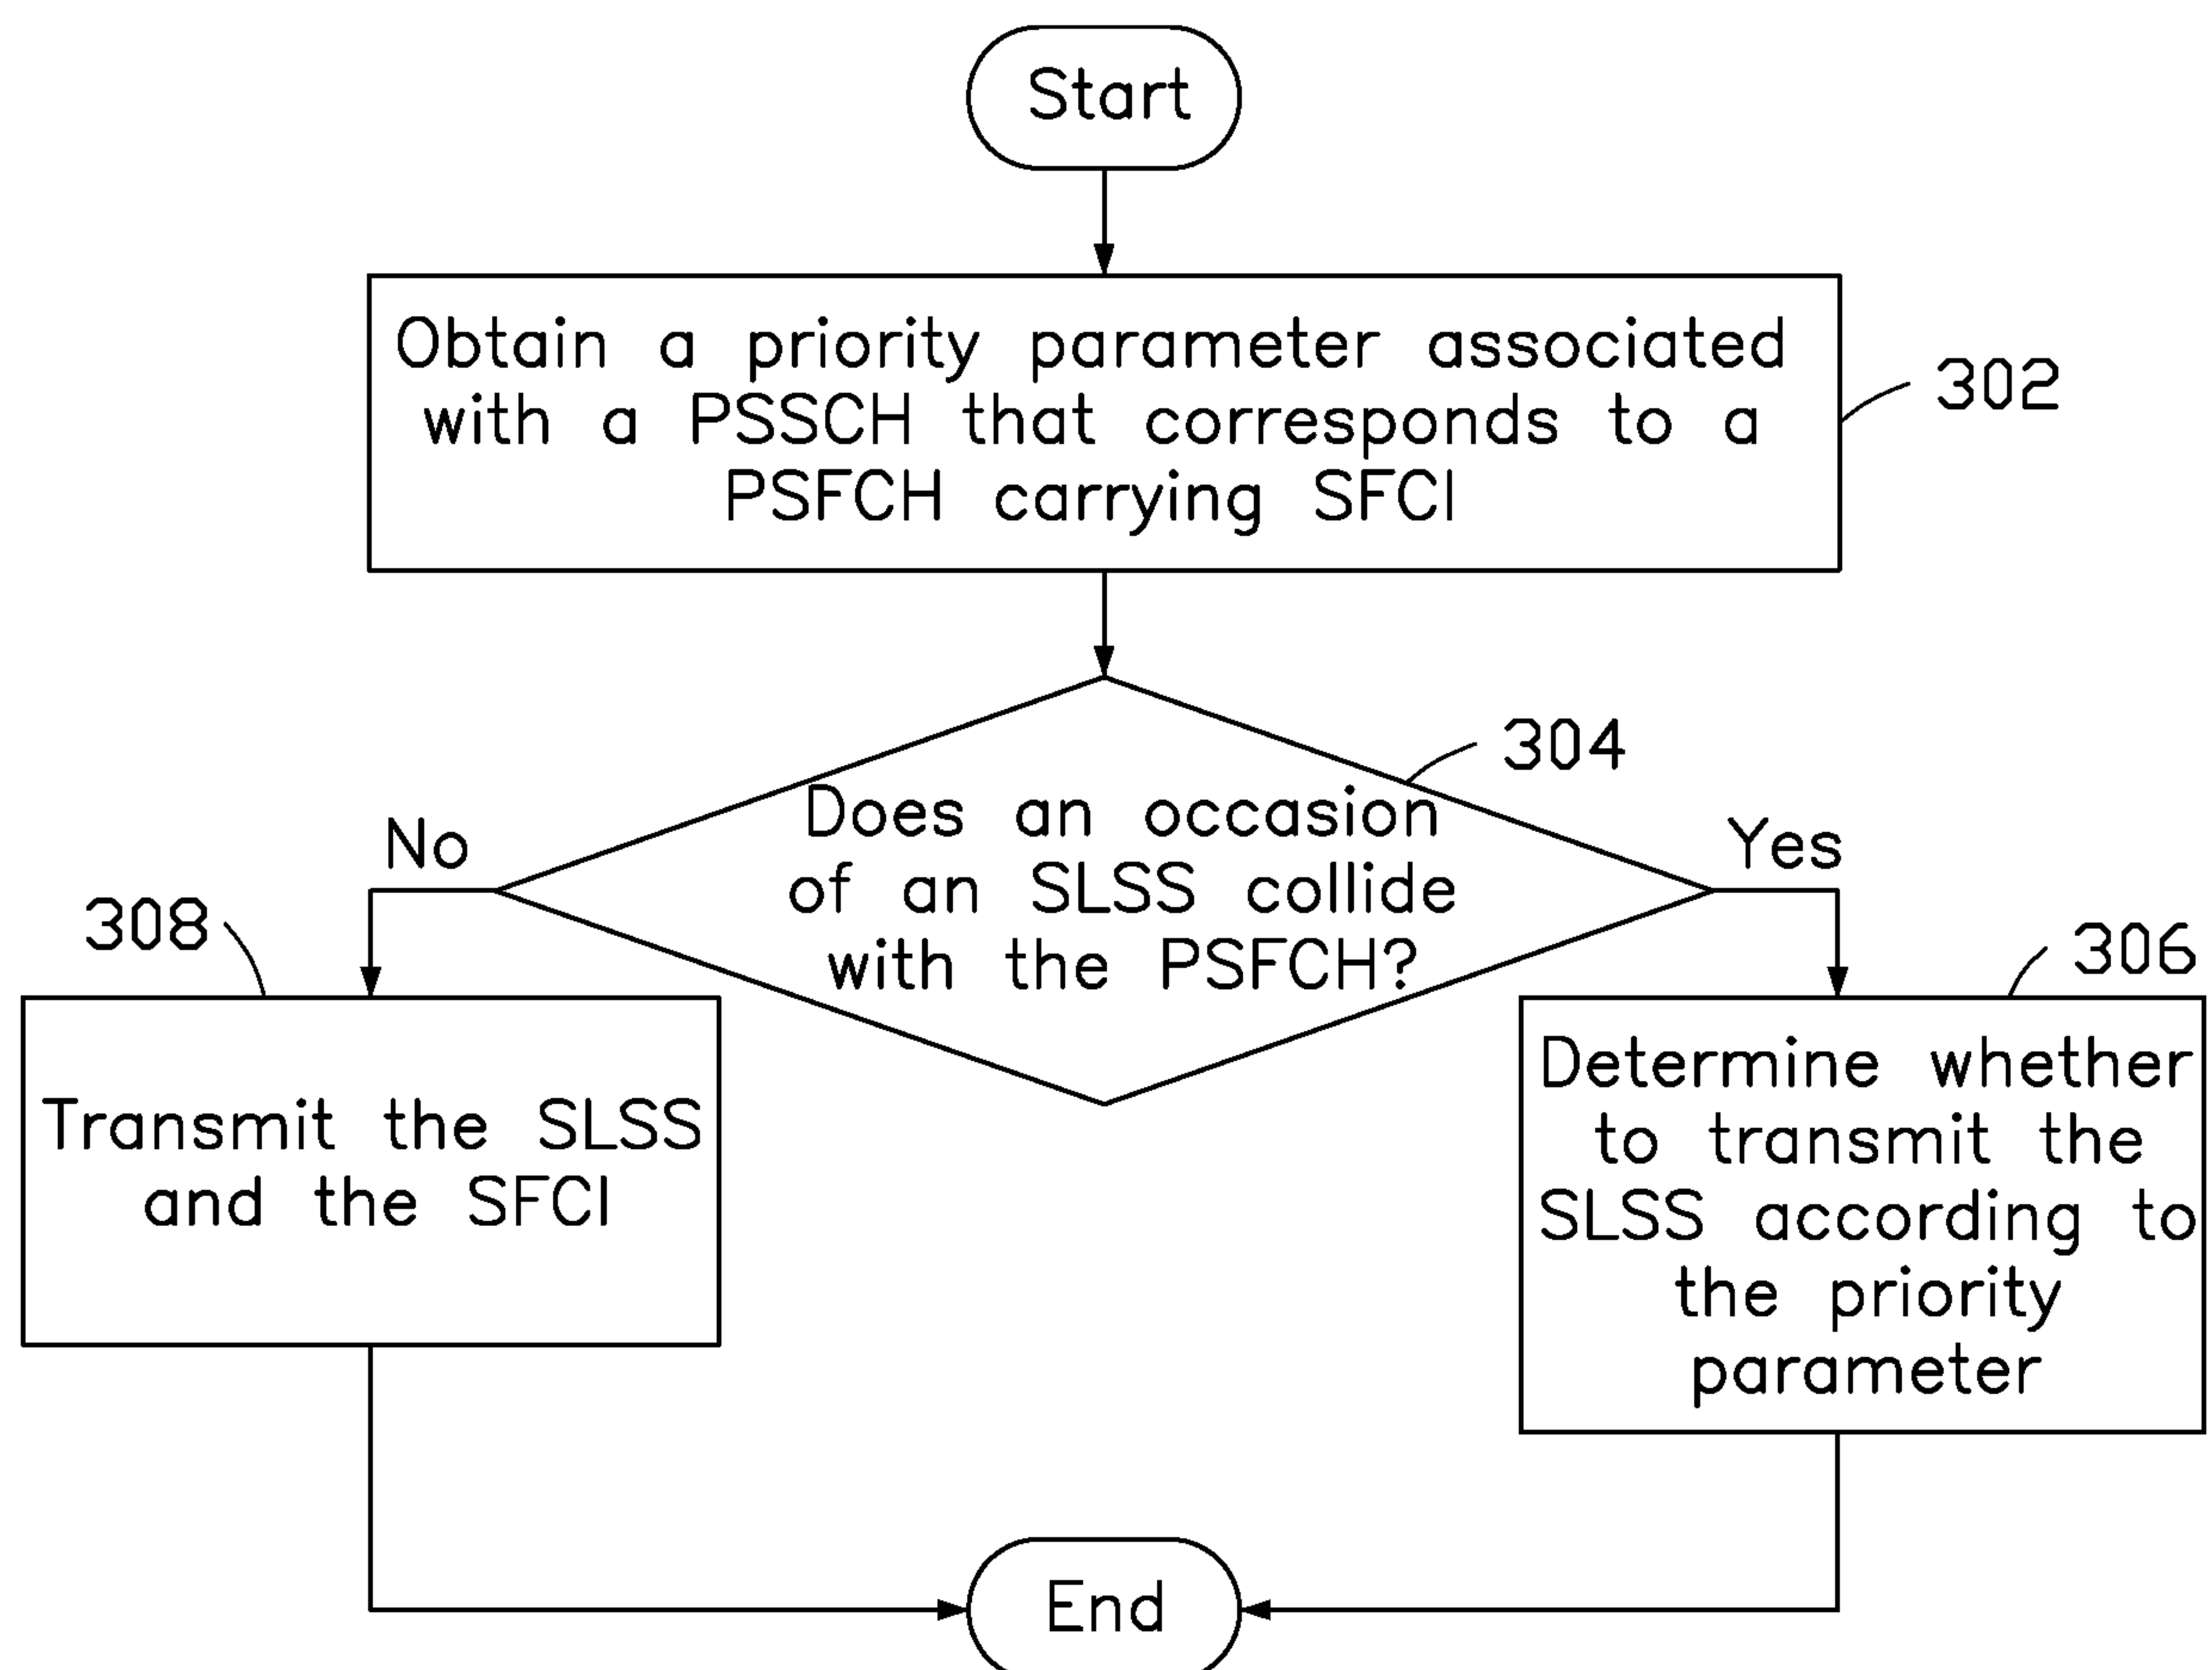 Start
Obtain a priority parameter associated
with a PSSCH that corresponds to a
PSFCH carrying SFCI
302
304
Does an occasion
of an SLSS collide
with the PSFCH?
No
Yes
308
306
Transmit the SLSS
and the SFCI
Determine whether
to transmit the
SLSS according to
the priority
parameter
End